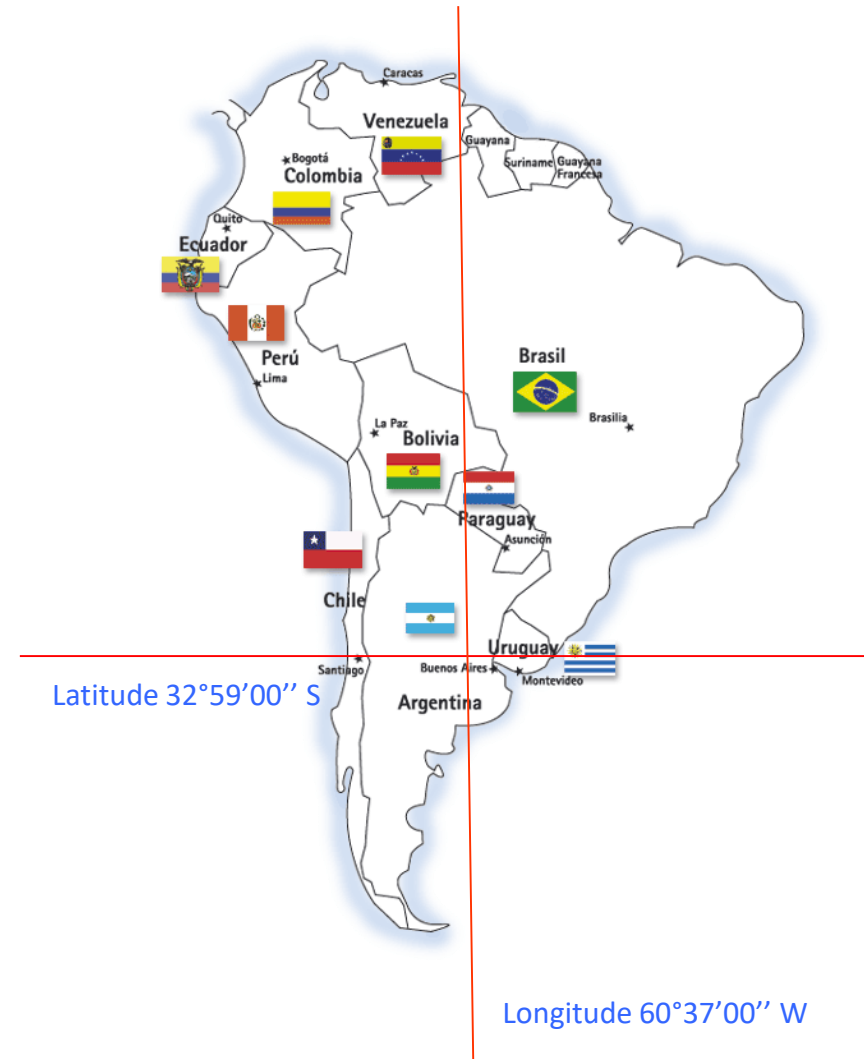 Caracas
Venezuela
Guayana
Suriname
Guayana
Francesa
Bogotá
Colombia
Quito
Ecuador
Perú
Lima
Brasil
Brasilia
La Paz
Bolivia
Paraguay
Asunción
Chile
Uruguay
Santiago
Buenos Aires
Montevideo
Latitude 32°59’00’’ S
Argentina
Longitude 60°37’00’’ W